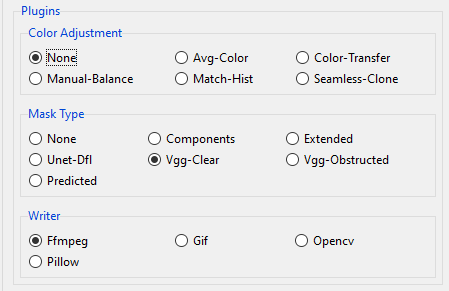 Plugins
Color Adjustment
None Avg-Color Color-Transfer
Manual-Balance Match-Hist Seamless-Clone
Mask Type
None Components Extended
Unet-Dfl Vgg-Clear Vgg-Obstructed
Predicted
Writer
Ffmpeg Gif Opencv
Pillow